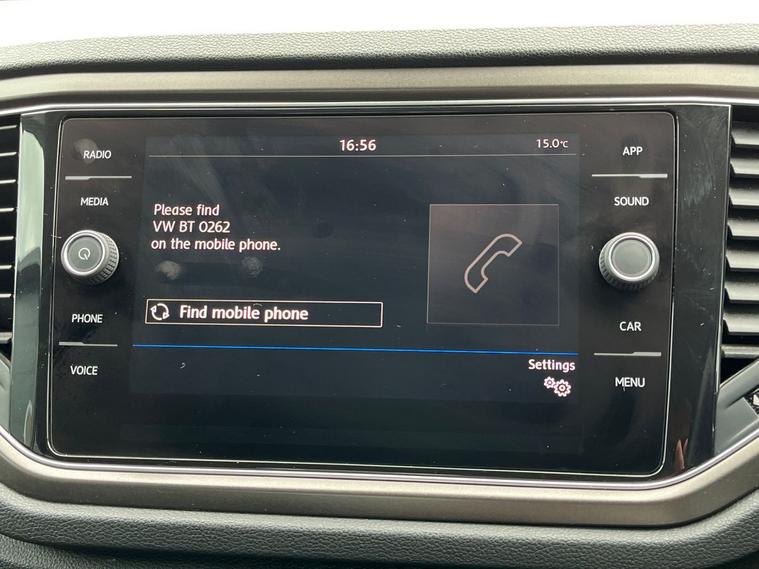 16:56
15.0°C
RADIO
MEDIA
PHONE
VOICE
Please find
VW BT 0262
on the mobile phone.
Find mobile phone
Settings
APP
SOUND
CAR
MENU